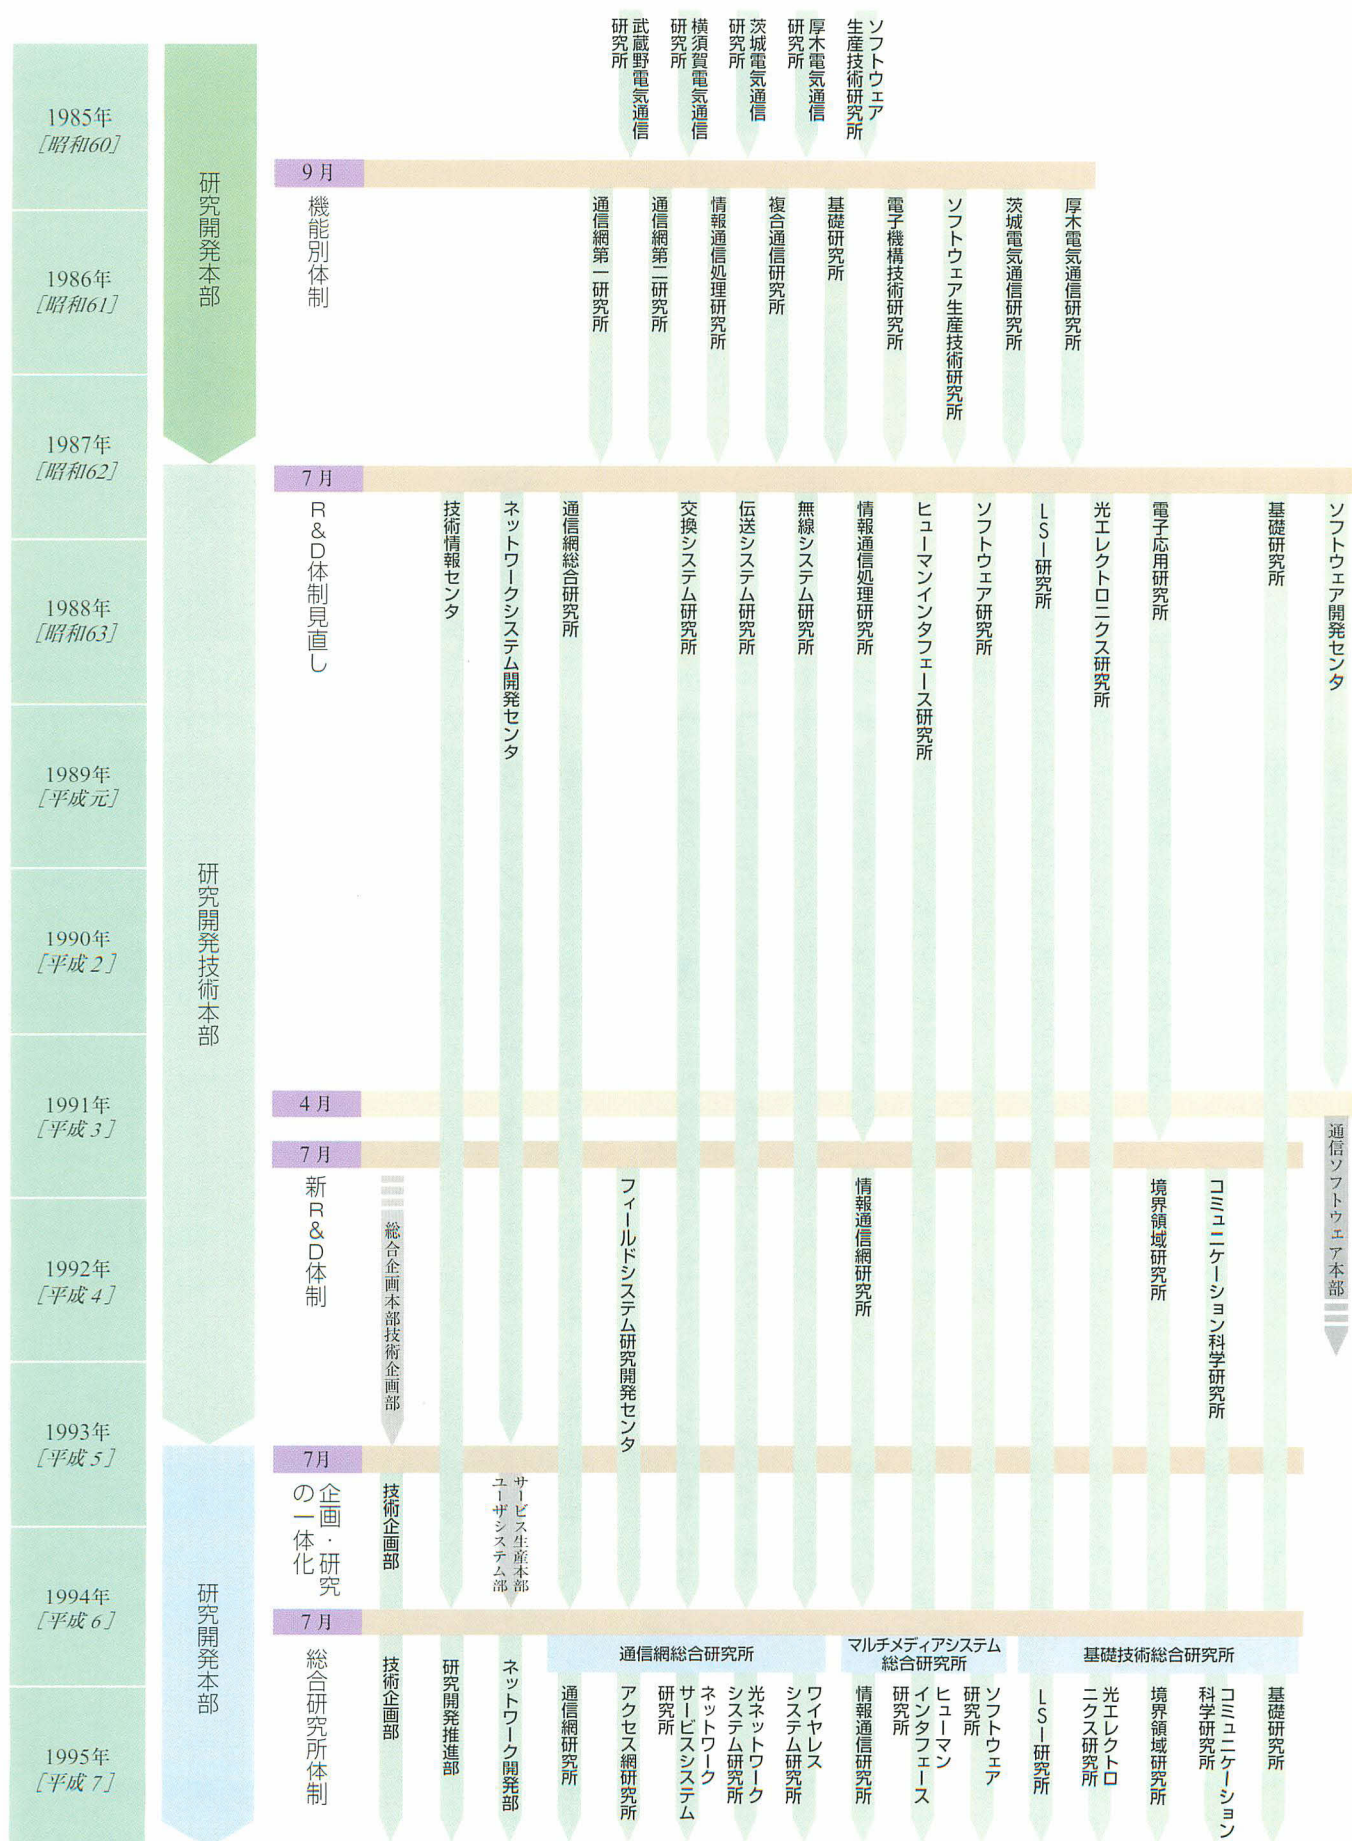 1985年
［昭和60］
1986年
［昭和61］
1987年
［昭和62］
1988年
［昭和63］
1989年
［平成元］
1990年
［平成2］
1991年
［平成3］
1992年
［平成4］
1993年
［平成5］
1994年
［平成6］
1995年
［平成7］
研究開発本部
研究開発技術本部
研究開発本部
武蔵野電気通信
研究所
横須賀電気通信
研究所
茨城電気通信
研究所
厚木電気通信
研究所
ソフトウェア
生産技術研究所
9月
機能別体制
通信網第一研究所
通信網第二研究所
情報通信処理研究所
複合通信研究所
基礎研究所
電子機構技術研究所
ソフトウェア生産技術研究所
茨城電気通信研究所
厚木電気通信研究所
7月
R&D体制見直し
技術情報センタ
ネットワークシステム開発センタ
通信網総合研究所
交換システム研究所
伝送システム研究所
無線システム研究所
情報通信処理研究所
ヒューマンインタフェース研究所
ソフトウェア研究所
LSI研究所
光エレクトロニクス研究所
電子応用研究所
基礎研究所
ソフトウェア開発センタ
4月
通信ソフトウェア本部
7月
新R&D体制
総合企画本部技術企画部
フィールドシステム研究開発センタ
情報通信網研究所
境界領域研究所
コミュニケーション科学研究所
7月
企画・研究
の一体化
技術企画部
サービス生産本部
ユーザシステム部
7月
総合研究所体制
技術企画部
研究開発推進部
ネットワーク開発部
通信網総合研究所
通信網研究所
アクセス網研究所
ネットワーク
サービスシステム
研究所
光ネットワーク
システム研究所
ワイヤレス
システム研究所
マルチメディアシステム
総合研究所
情報通信研究所
ヒューマン
インタフェース
研究所
ソフトウェア
研究所
基礎技術総合研究所
LSI研究所
光エレクトロ
ニクス研究所
境界領域研究所
コミュニケーション
科学研究所
基礎研究所